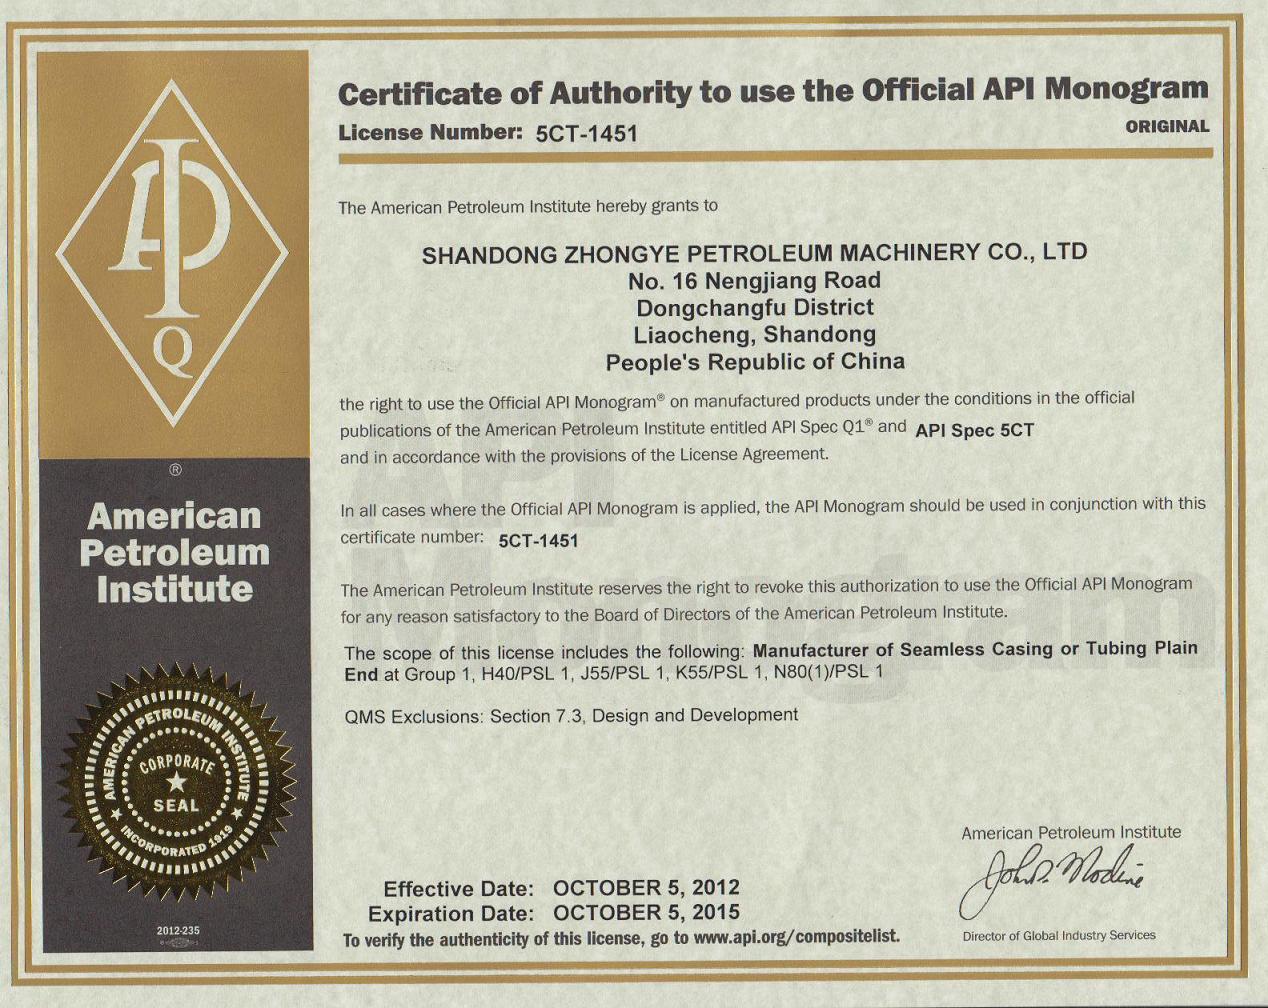 Certificate of Authority to use the Official API Monogram
License Number: 5CT-1451
ORIGINAL
The American Petroleum Institute hereby grants to
SHANDONG ZHONGYE PETROLEUM MACHINERY CO., LTD
No. 16 Nengjiang Road
Dongchangfu District
Liaocheng, Shandong
People's Republic of China
the right to use the Official API Monogram® on manufactured products under the conditions in the official
publications of the American Petroleum Institute entitled API Spec Q1® and API Spec 5CT
and in accordance with the provisions of the License Agreement.
In all cases where the Official API Monogram is applied, the API Monogram should be used in conjunction with this
certificate number: 5CT-1451
The American Petroleum Institute reserves the right to revoke this authorization to use the Official API Monogram
for any reason satisfactory to the Board of Directors of the American Petroleum Institute.
The scope of this license includes the following: Manufacturer of Seamless Casing or Tubing Plain
End at Group 1, H40/PSL 1, J55/PSL 1, K55/PSL 1, N80(1)/PSL 1
QMS Exclusions: Section 7.3, Design and Development
American Petroleum Institute
John D. Modine
Director of Global Industry Services
Effective Date: OCTOBER 5, 2012
Expiration Date: OCTOBER 5, 2015
To verify the authenticity of this license, go to www.api.org/compositelist.
API
Q
®
American
Petroleum
Institute
AMERICAN PETROLEUM INSTITUTE
CORPORATE
SEAL
INCORPORATED 1919
2012-235
API
Monogram